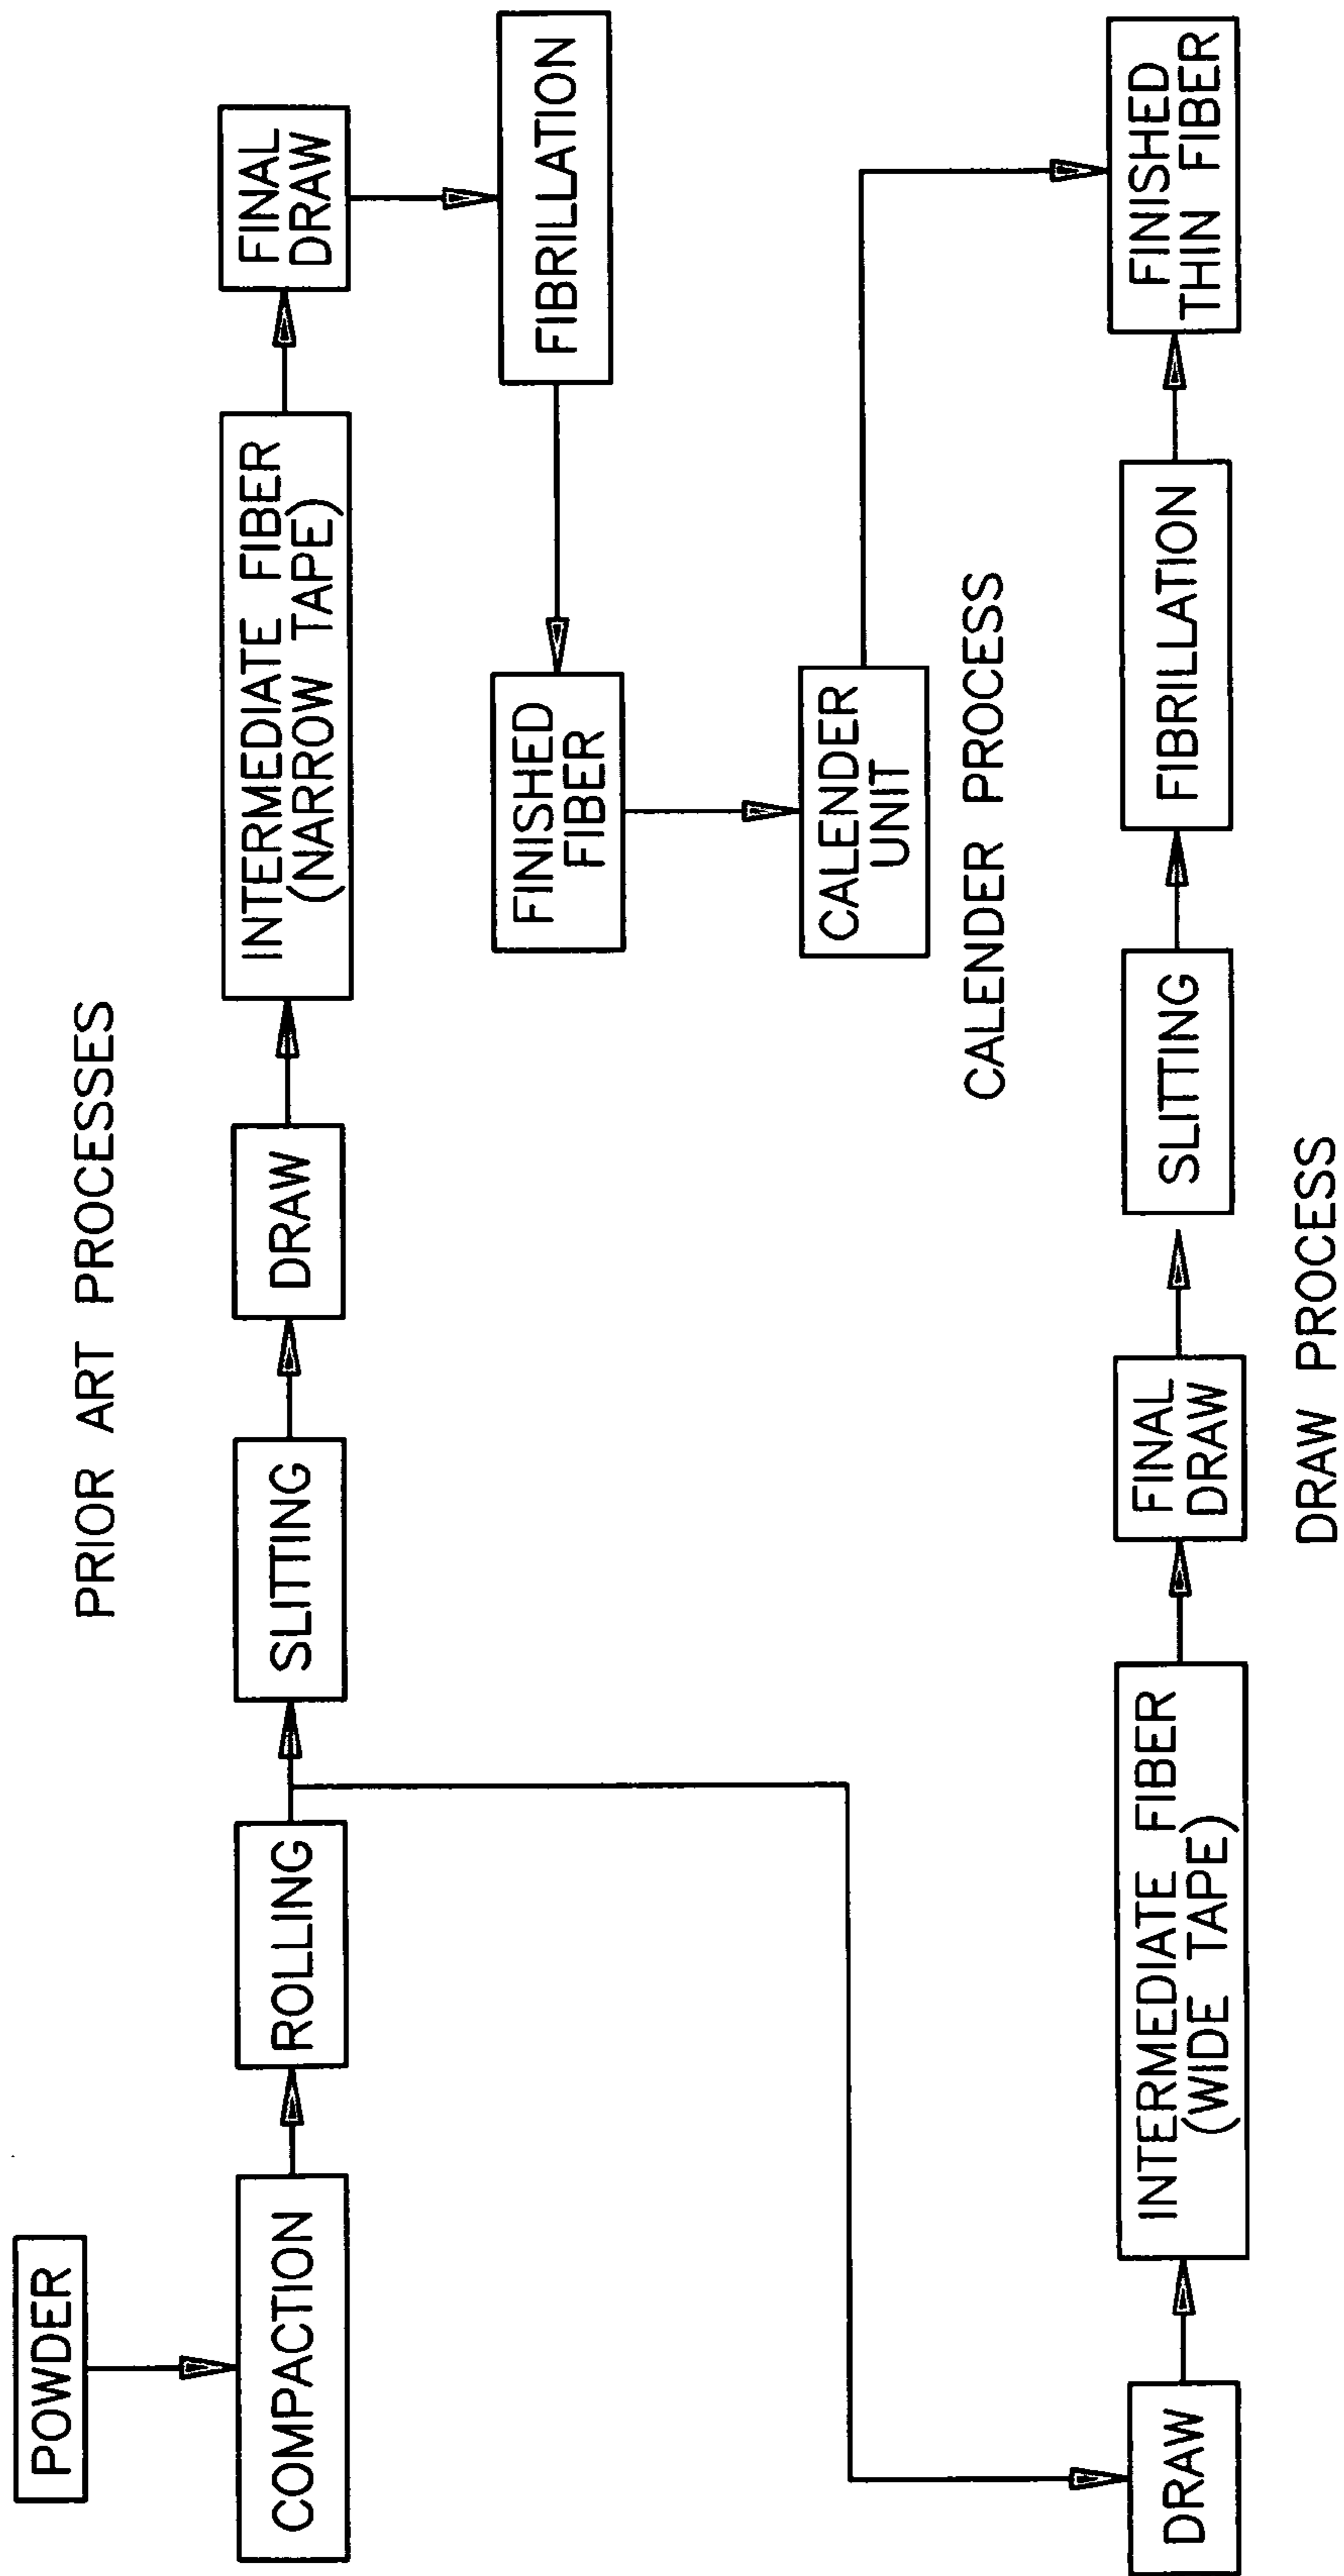 PRIOR ART PROCESSES
POWDER
COMPACTION
ROLLING
SLITTING
DRAW
INTERMEDIATE FIBER
(NARROW TAPE)
FINAL
DRAW
FIBRILLATION
FINISHED
FIBER
CALENDER
UNIT
CALENDER PROCESS
DRAW
INTERMEDIATE FIBER
(WIDE TAPE)
FINAL
DRAW
SLITTING
FIBRILLATION
FINISHED
THIN FIBER
DRAW PROCESS